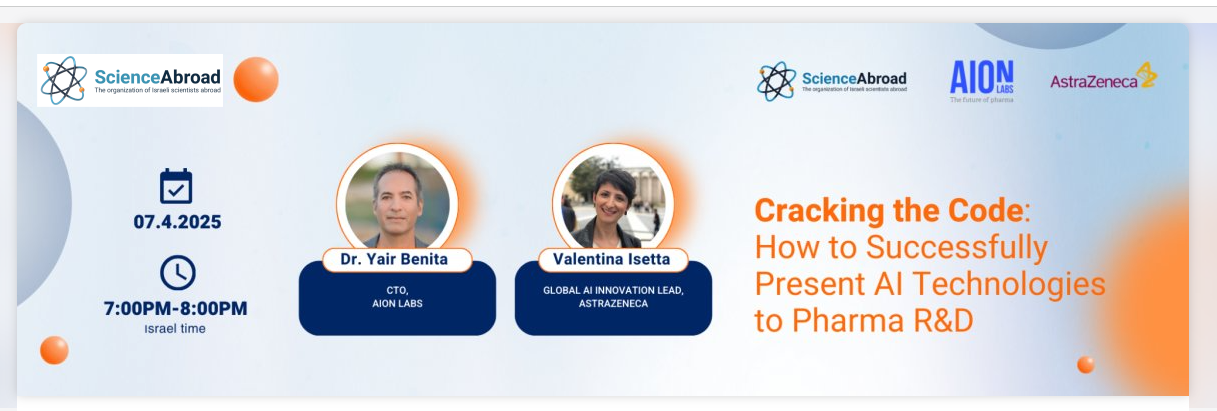 ScienceAbroad
The organization of Israeli scientists abroad
ScienceAbroad
The organization of Israeli scientists abroad
AION
LABS
The future of pharma
AstraZeneca
07.4.2025
7:00PM-8:00PM
Israel time
Dr. Yair Benita
CTO,
AION LABS
Valentina Isetta
GLOBAL AI INNOVATION LEAD,
ASTRAZENECA
Cracking the Code:
How to Successfully
Present AI Technologies
to Pharma R&D